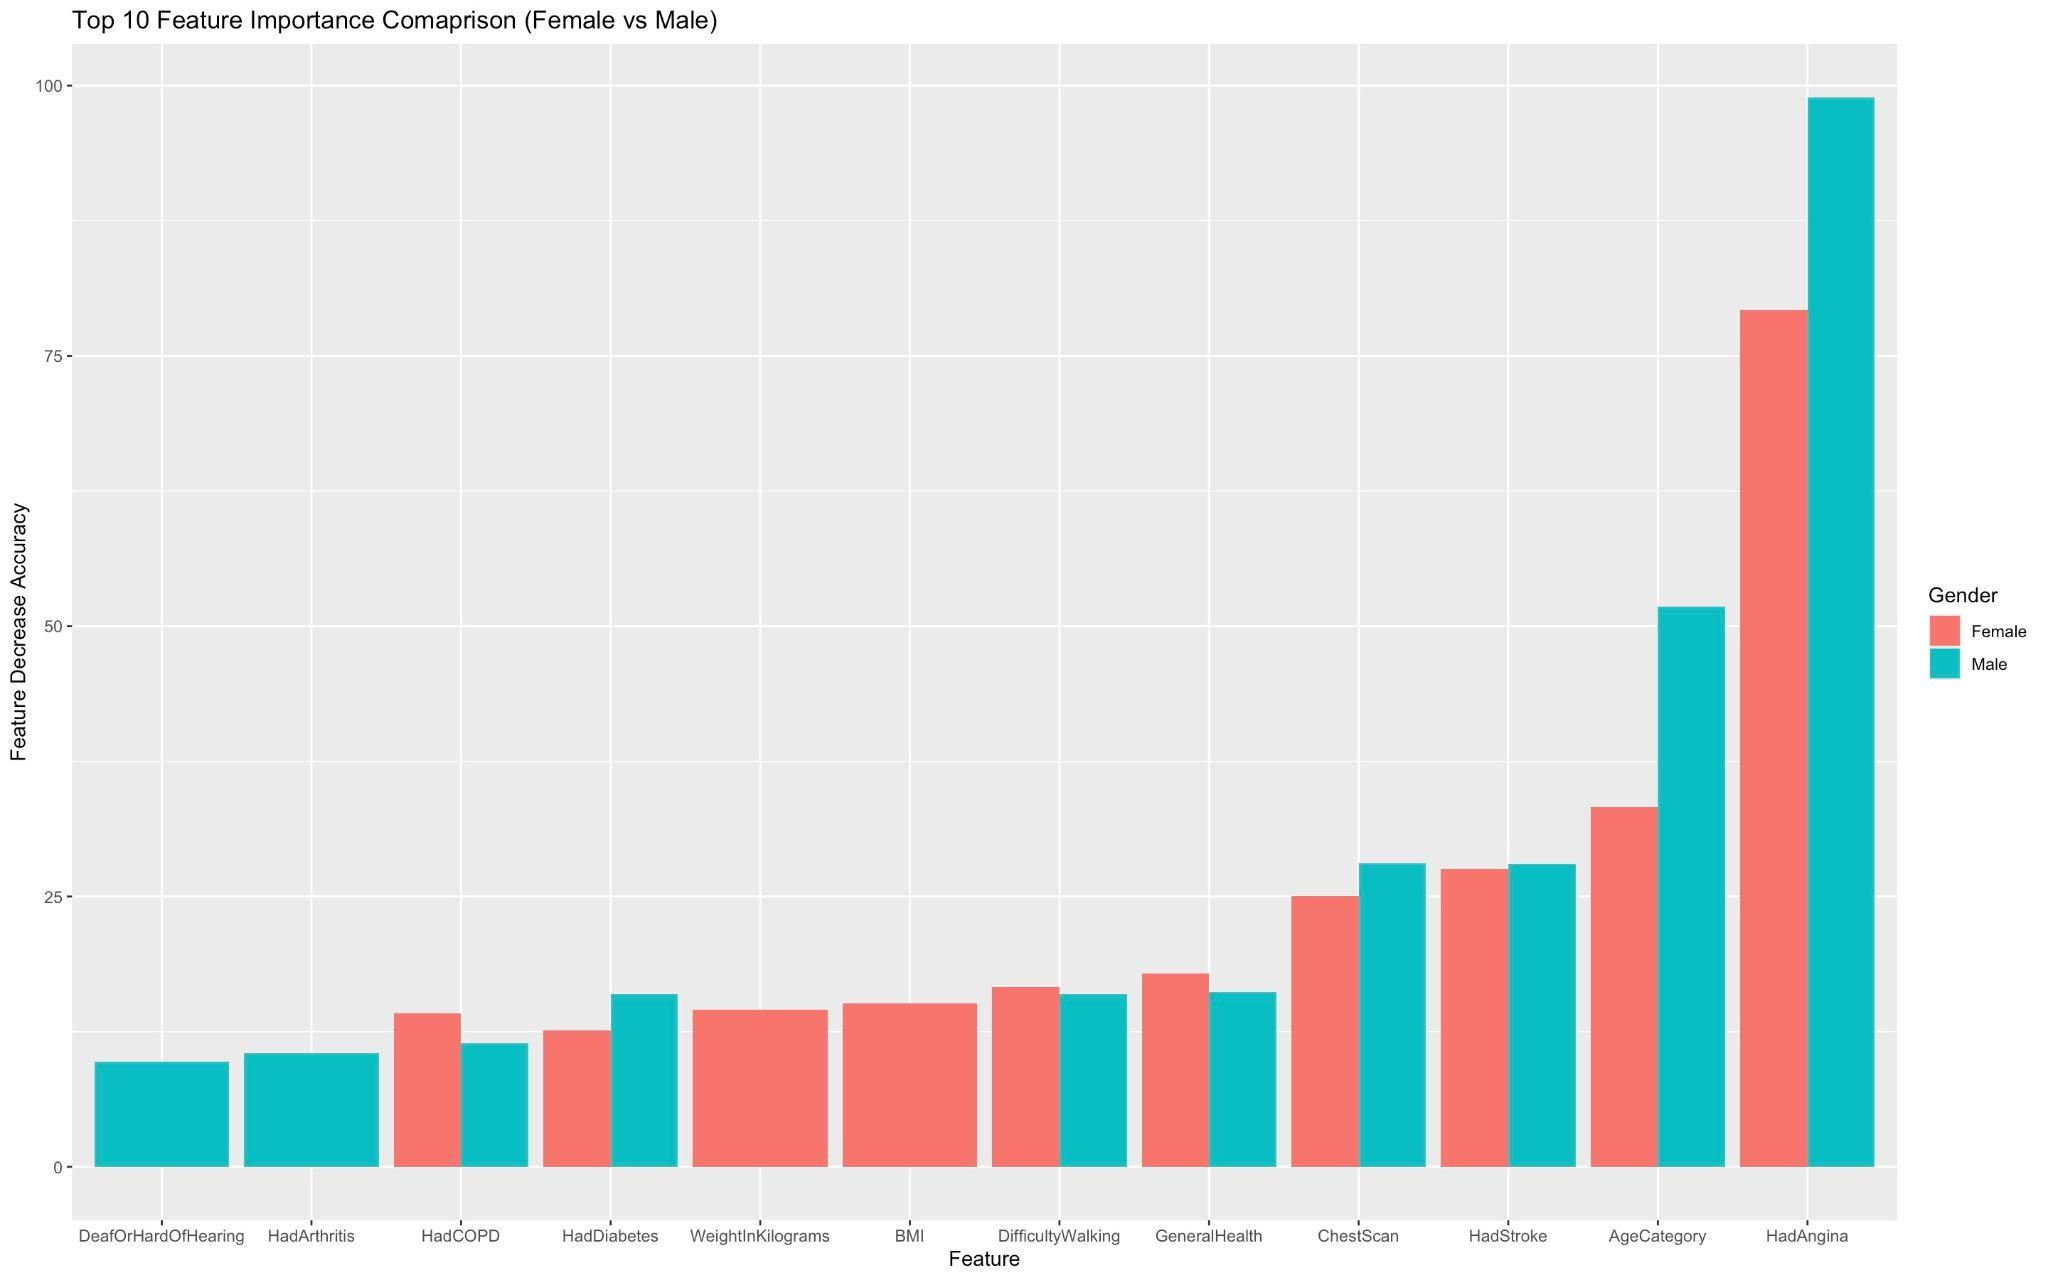 Top 10 Feature Importance Comaprison (Female vs Male)
100
75
50
25
0
Feature Decrease Accuracy
DeafOrHardOfHearing HadArthritis HadCOPD HadDiabetes WeightInKilograms BMI DifficultyWalking GeneralHealth ChestScan HadStroke AgeCategory HadAngina
Feature
Gender
Female
Male